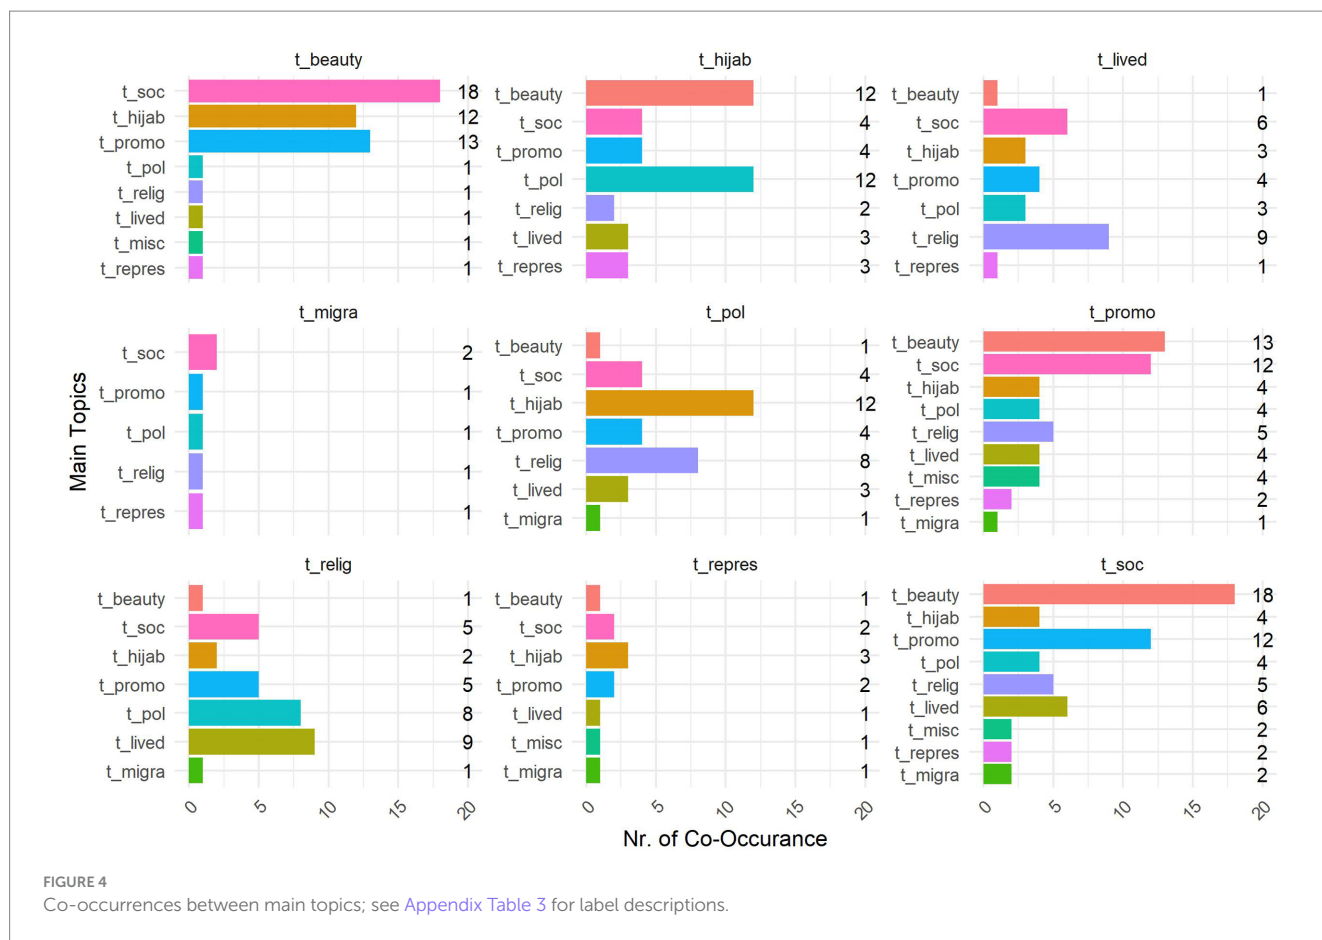 t_beauty
t_soc 18
t_hijab 12
t_promo 13
t_pol 1
t_relig 1
t_lived 1
t_misc 1
t_repres 1
t_hijab
t_beauty 12
t_soc 4
t_promo 4
t_pol 12
t_relig 2
t_lived 3
t_repres 3
t_lived
t_beauty 1
t_soc 6
t_hijab 3
t_promo 4
t_pol 3
t_relig 9
t_repres 1
Main Topics
t_migra
t_soc 2
t_promo 1
t_pol 1
t_relig 1
t_repres 1
t_pol
t_beauty 1
t_soc 4
t_hijab 12
t_promo 4
t_relig 8
t_lived 3
t_migra 1
t_promo
t_beauty 13
t_soc 12
t_hijab 4
t_pol 4
t_relig 5
t_lived 4
t_misc 4
t_repres 2
t_migra 1
t_relig
t_beauty 1
t_soc 5
t_hijab 2
t_promo 5
t_pol 8
t_lived 9
t_migra 1
0 5 10 15 20
t_repres
t_beauty 1
t_soc 2
t_hijab 3
t_promo 2
t_lived 1
t_misc 1
t_migra 1
0 5 10 15 20
t_soc
t_beauty 18
t_hijab 4
t_promo 12
t_pol 4
t_relig 5
t_lived 6
t_misc 2
t_repres 2
t_migra 2
0 5 10 15 20
Nr. of Co-Occurance
FIGURE 4
Co-occurrences between main topics; see Appendix Table 3 for label descriptions.